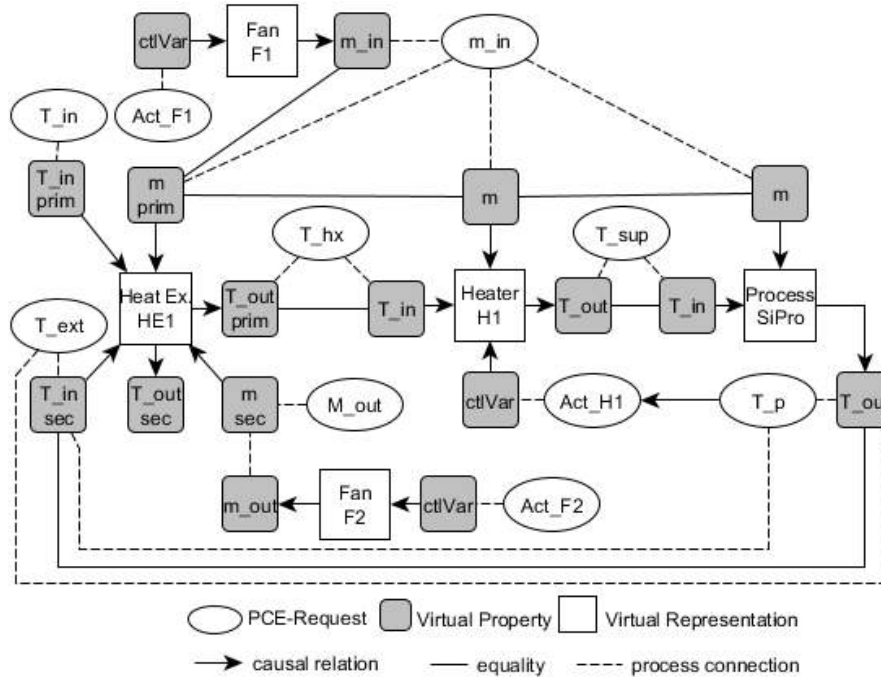 ctlVar
Fan
F1
m_in
m_in
T_in
Act_F1
T_in
prim
m
prim
m
m
T_hx
T_sup
Heat Ex.
HE1
T_out
prim
T_in
Heater
H1
T_out
T_in
Process
SiPro
T_ext
T_in
sec
T_out
sec
m
sec
M_out
ctlVar
Act_H1
T_p
T_out
m_out
Fan
F2
ctlVar
Act_F2
PCE-Request
Virtual Property
Virtual Representation
causal relation
equality
process connection